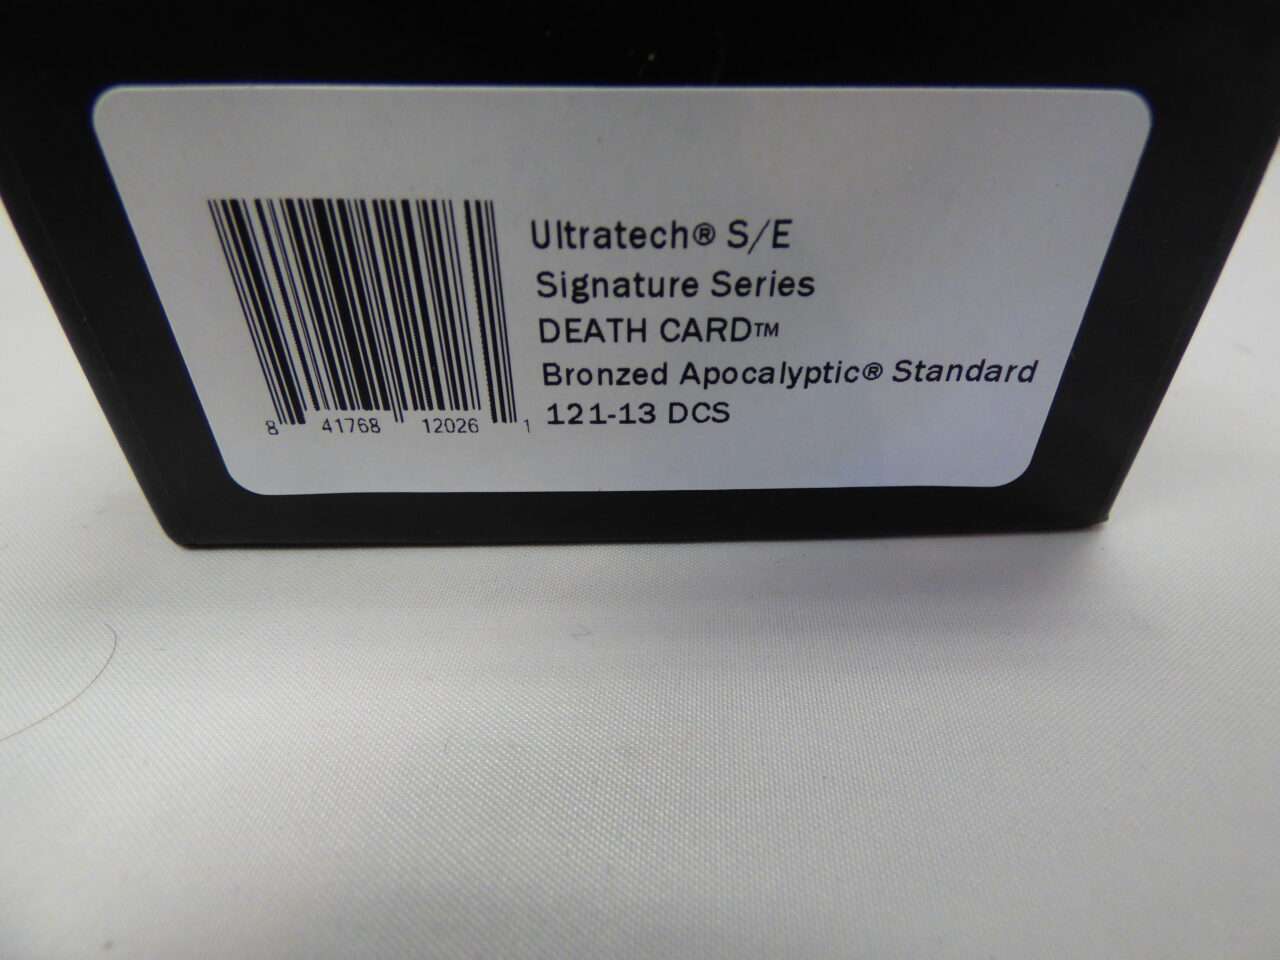 Ultratech® S/E
Signature Series
DEATH CARD™
Bronzed Apocalyptic® Standard
121-13 DCS
8 41768 12026 1